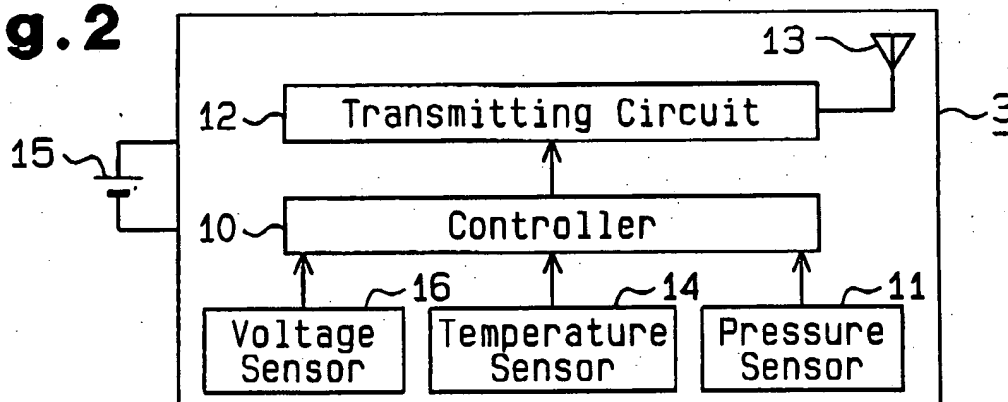 g.2
13
12 Transmitting Circuit
3
15
10 Controller
16 14 11
Voltage Sensor
Temperature Sensor
Pressure Sensor